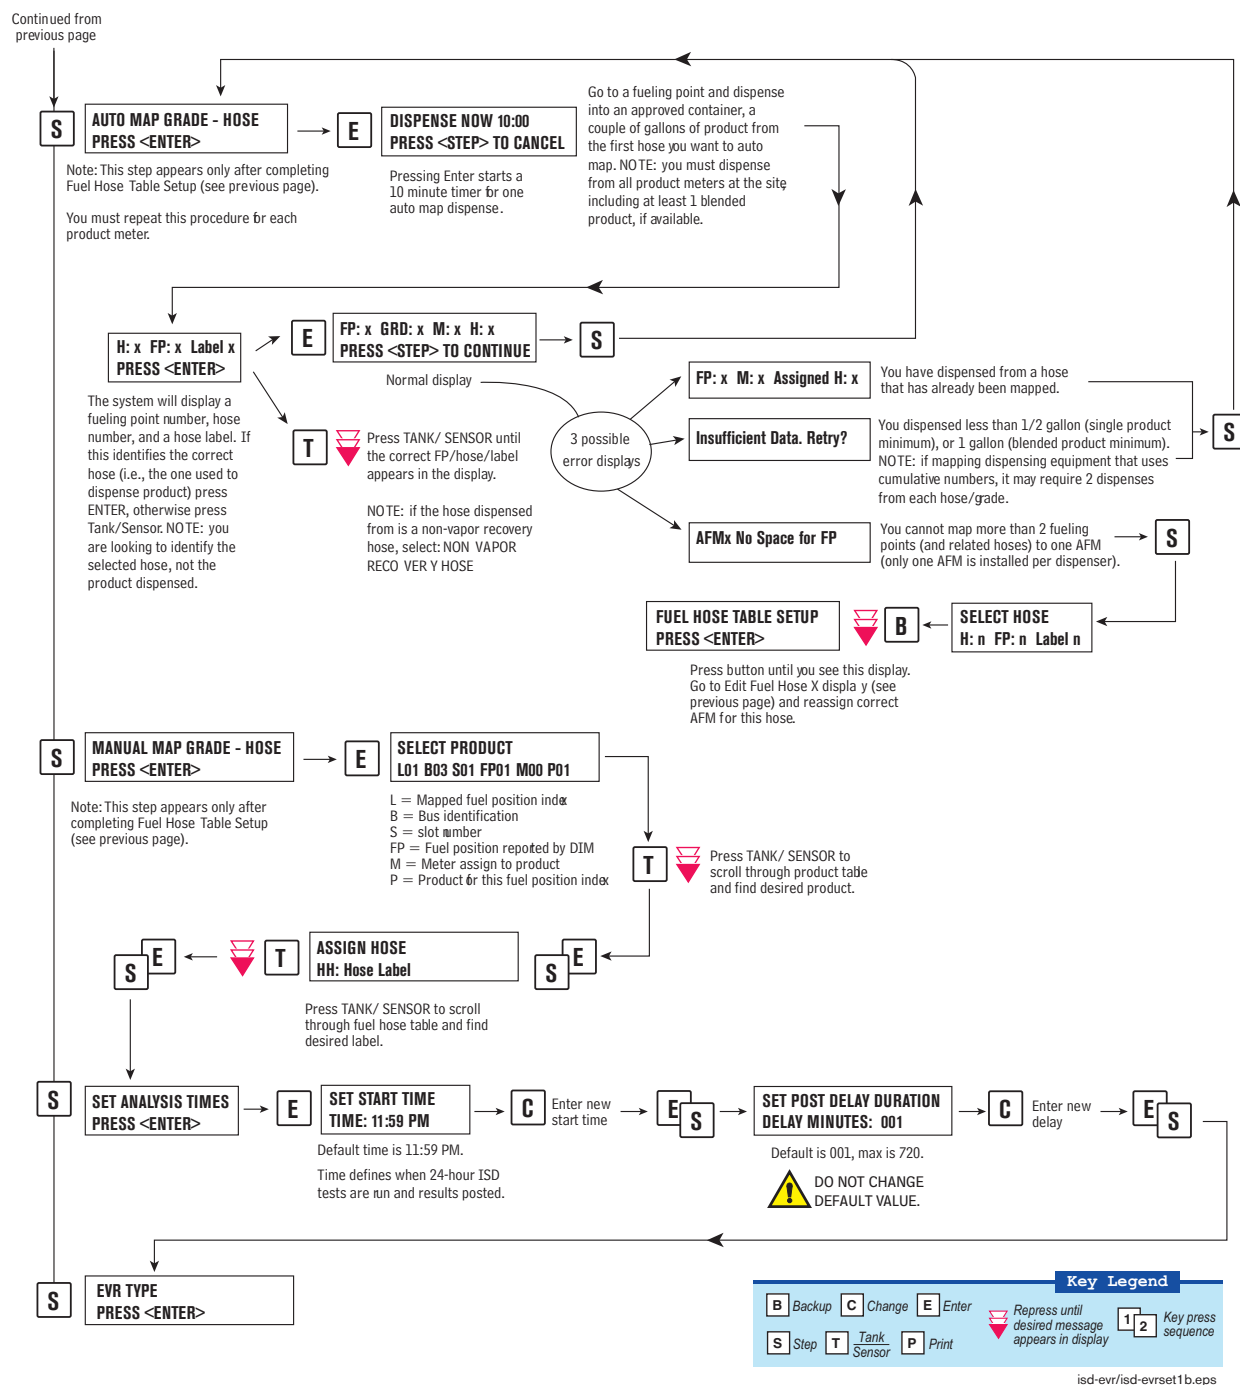 Continued from
previous page
S
AUTO MAP GRADE - HOSE
PRESS <ENTER>
E
DISPENSE NOW 10:00
PRESS <STEP> TO CANCEL
Go to a fueling point and dispense
into an approved container, a
couple of gallons of product from
the first hose you want to auto
map. NOTE: you must dispense
from all product meters at the site,
including at least 1 blended
product, if available.
Note: This step appears only after completing
Fuel Hose Table Setup (see previous page).
You must repeat this procedure for each
product meter.
Pressing Enter starts a
10 minute timer for one
auto map dispense.
H: x FP: x Label x
PRESS <ENTER>
E
FP: x GRD: x M: x H: x
PRESS <STEP> TO CONTINUE
S
Normal display
The system will display a
fueling point number, hose
number, and a hose label. If
this identifies the correct
hose (i.e., the one used to
dispense product) press
ENTER, otherwise press
Tank/Sensor. NOTE: you
are looking to identify the
selected hose, not the
product dispensed.
T
Press TANK/ SENSOR until
the correct FP/hose/label
appears in the display.
NOTE: if the hose dispensed
from is a non-vapor recovery
hose, select: NON VAPOR
RECO VER Y HOSE
3 possible
error displays
FP: x M: x Assigned H: x
You have dispensed from a hose
that has already been mapped.
Insufficient Data. Retry?
You dispensed less than 1/2 gallon (single product
minimum), or 1 gallon (blended product minimum).
NOTE: if mapping dispensing equipment that uses
cumulative numbers, it may require 2 dispenses
from each hose/grade.
S
AFMx No Space for FP
You cannot map more than 2 fueling
points (and related hoses) to one AFM
(only one AFM is installed per dispenser).
S
FUEL HOSE TABLE SETUP
PRESS <ENTER>
B
SELECT HOSE
H: n FP: n Label n
Press button until you see this display.
Go to Edit Fuel Hose X displa y (see
previous page) and reassign correct
AFM for this hose.
S
MANUAL MAP GRADE - HOSE
PRESS <ENTER>
E
SELECT PRODUCT
L01 B03 S01 FP01 M00 P01
Note: This step appears only after
completing Fuel Hose Table Setup
(see previous page).
L = Mapped fuel position index
B = Bus identification
S = slot number
FP = Fuel position reported by DIM
M = Meter assign to product
P = Product for this fuel position index
T
Press TANK/ SENSOR to
scroll through product table
and find desired product.
S E
T
ASSIGN HOSE
HH: Hose Label
S E
Press TANK/ SENSOR to scroll
through fuel hose table and find
desired label.
S
SET ANALYSIS TIMES
PRESS <ENTER>
E
SET START TIME
TIME: 11:59 PM
C
Enter new
start time
E S
SET POST DELAY DURATION
DELAY MINUTES: 001
C
Enter new
delay
E S
Default time is 11:59 PM.
Time defines when 24-hour ISD
tests are run and results posted.
Default is 001, max is 720.
DO NOT CHANGE
DEFAULT VALUE.
S
EVR TYPE
PRESS <ENTER>
Key Legend
B Backup C Change E Enter
S Step T Tank Sensor P Print
Repress until
desired message
appears in display
1 2
Key press
sequence
isd-evr/isd-evrset1b.eps